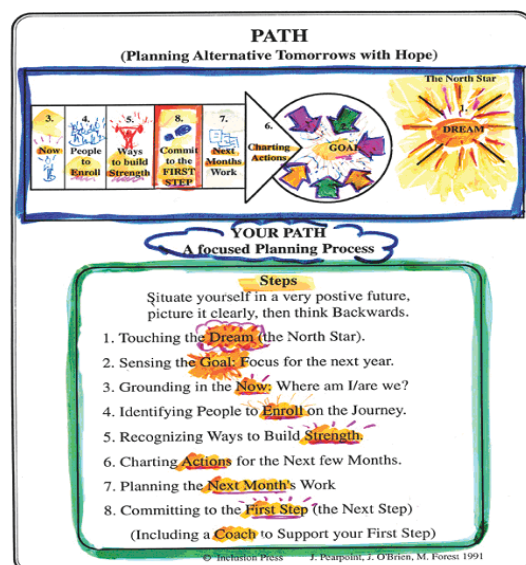 PATH
(Planning Alternative Tomorrows with Hope)
The North Star
1.
DREAM
3.
Now
4.
People
to
Enroll
5.
Ways
to build
Strength
8.
Commit
to the
FIRST
STEP
7.
Next
Months
Work
6.
Charting
Actions
GOAL
YOUR PATH
A focused Planning Process
Steps
Situate yourself in a very postive future,
picture it clearly, then think Backwards.
1. Touching the Dream (the North Star).
2. Sensing the Goal: Focus for the next year.
3. Grounding in the Now: Where am I/are we?
4. Identifying People to Enroll on the Journey.
5. Recognizing Ways to Build Strength.
6. Charting Actions for the Next few Months.
7. Planning the Next Month's Work
8. Committing to the First Step (the Next Step)
(Including a Coach to Support your First Step)
© Inclusion Press J. Pearpoint, J. O'Brien, M. Forest 1991